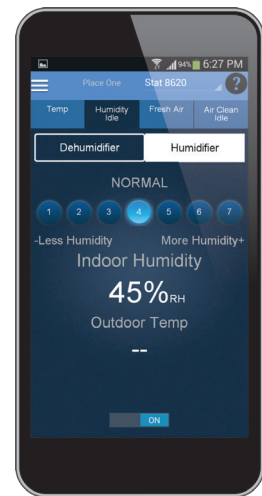 94% 6:27 PM
Place One Stat 8620 ?
Temp Humidity Idle Fresh Air Air Clean Idle
Dehumidifier Humidifier
NORMAL
1 2 3 4 5 6 7
-Less Humidity More Humidity+
Indoor Humidity
45%RH
Outdoor Temp
--
ON